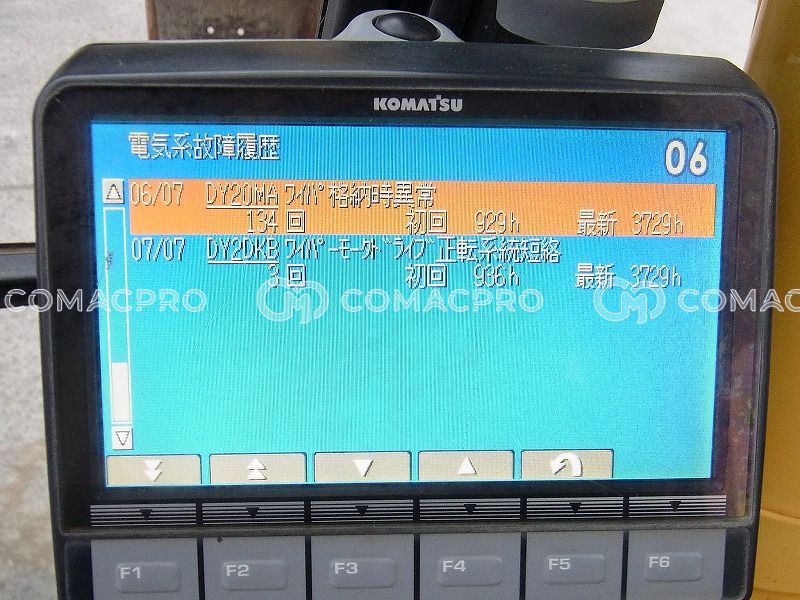 KOMATSU
電気系故障履歴 06
06/07 DY20MA ワイパ格納時異常
134 回 初回 929h 最新 3729h
07/07 DY2DKB ワイパーモータドライブ正転系統短絡
3 回 初回 936h 最新 3729h
COMACPRO COMACPRO COMACP
F1 F2 F3 F4 F5 F6